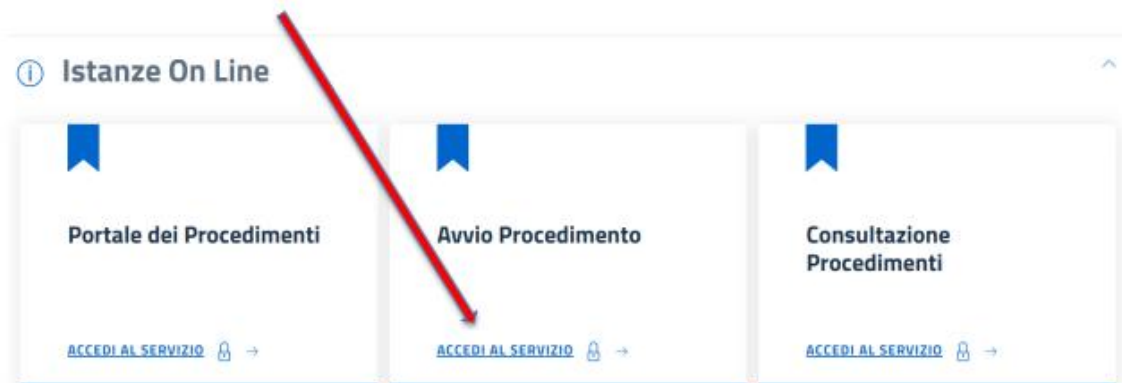 Istanze On Line
Portale dei Procedimenti
Avvio Procedimento
Consultazione
Procedimenti
ACCEDI AL SERVIZIO
ACCEDI AL SERVIZIO
ACCEDI AL SERVIZIO